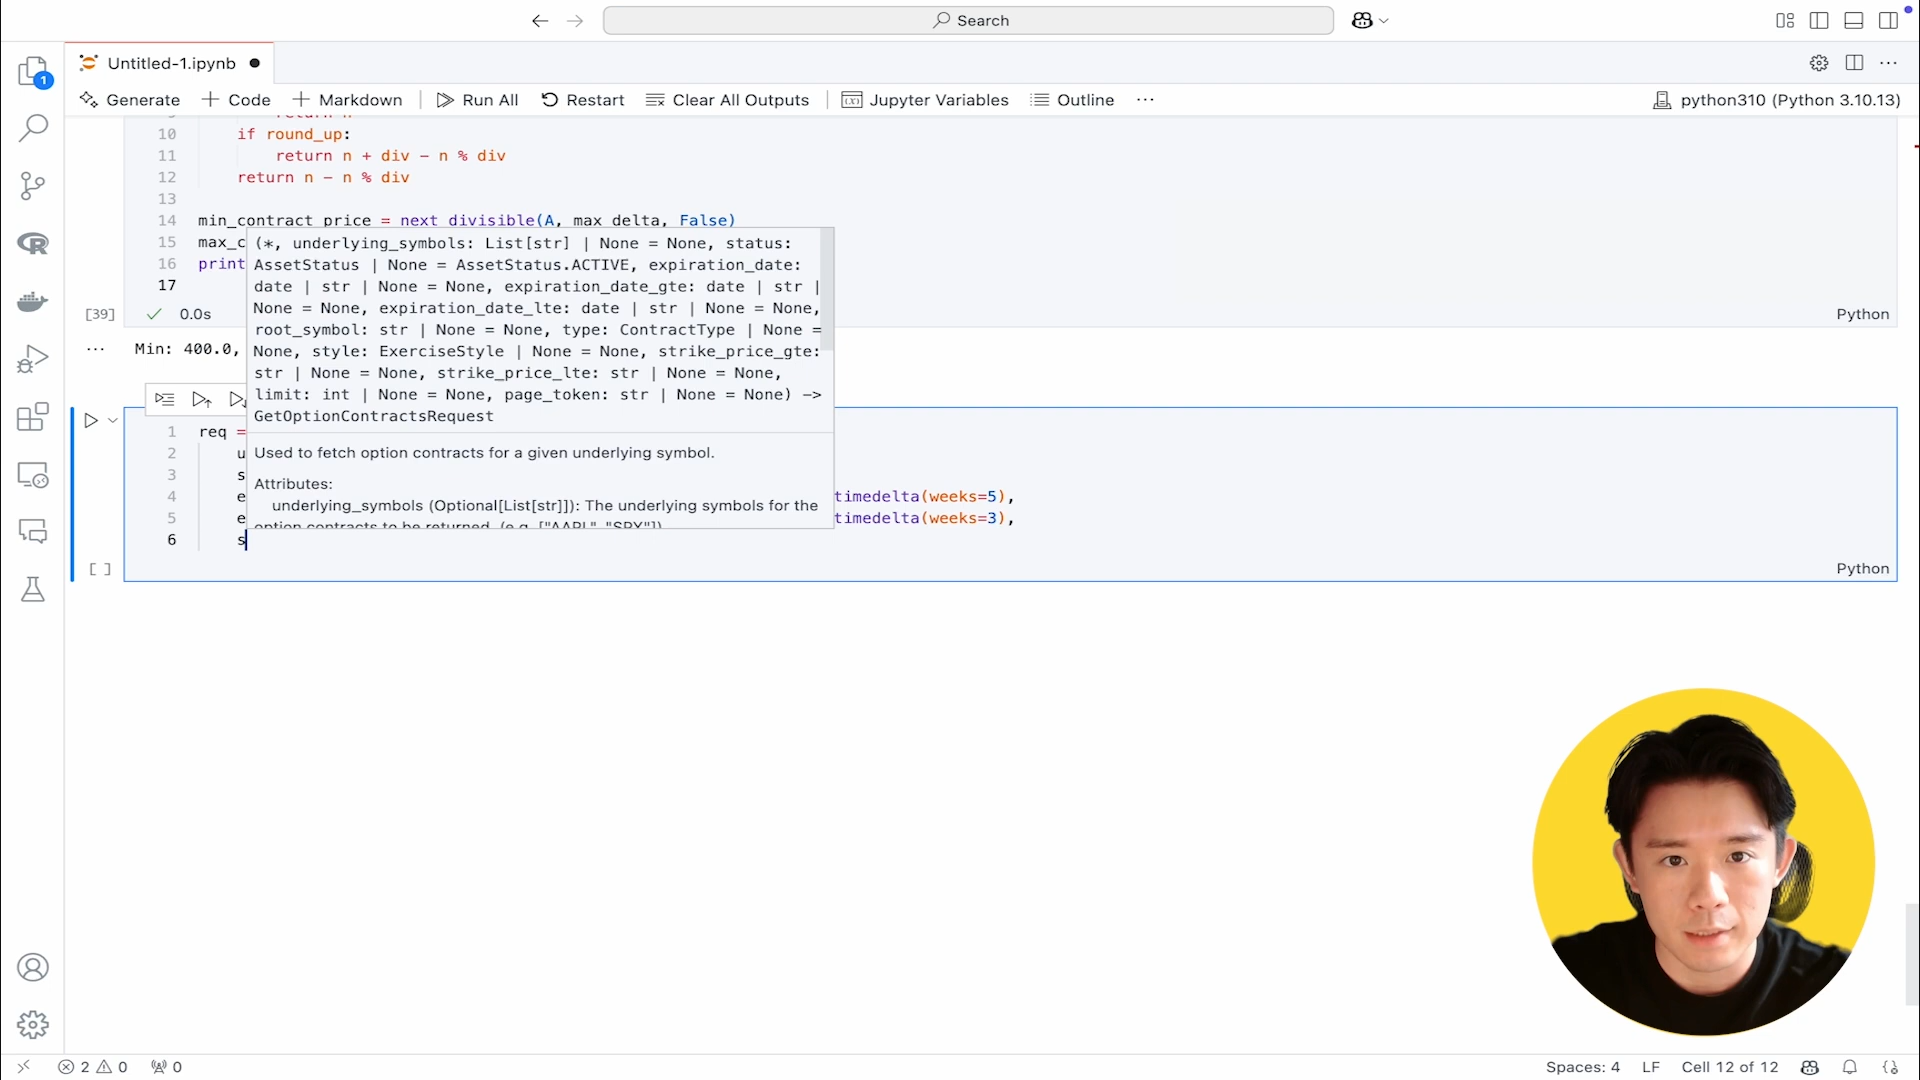 Search
Untitled-1.ipynb
1
Generate
Code
Markdown
Run All
Restart
Clear All Outputs
Jupyter Variables
Outline
python310 (Python 3.10.13)
10 if round_up:
11 return n + div - n % div
12 return n - n % div
13
14 min_contract_price = next_divisible(A, max_delta, False)
15 max_c
16 print
17
(*, underlying_symbols: List[str] | None = None, status:
AssetStatus | None = AssetStatus.ACTIVE, expiration_date:
date | str | None = None, expiration_date_gte: date | str |
None = None, expiration_date_lte: date | str | None = None,
root_symbol: str | None = None, type: ContractType | None =
None, style: ExerciseStyle | None = None, strike_price_gte:
str | None = None, strike_price_lte: str | None = None,
limit: int | None = None, page_token: str | None = None) ->
GetOptionContractsRequest
Used to fetch option contracts for a given underlying symbol.
Attributes:
underlying_symbols (Optional[List[str]]): The underlying symbols for the
option contracts to be returned. (e.g. ["AAPL", "SPY"])
[39] 0.0s
Python
Min: 400.0,
1 req =
2 u
3 s
4 e timedelta(weeks=5),
5 e timedelta(weeks=3),
6 s
[ ]
Python
2 0 0
Spaces: 4
LF
Cell 12 of 12